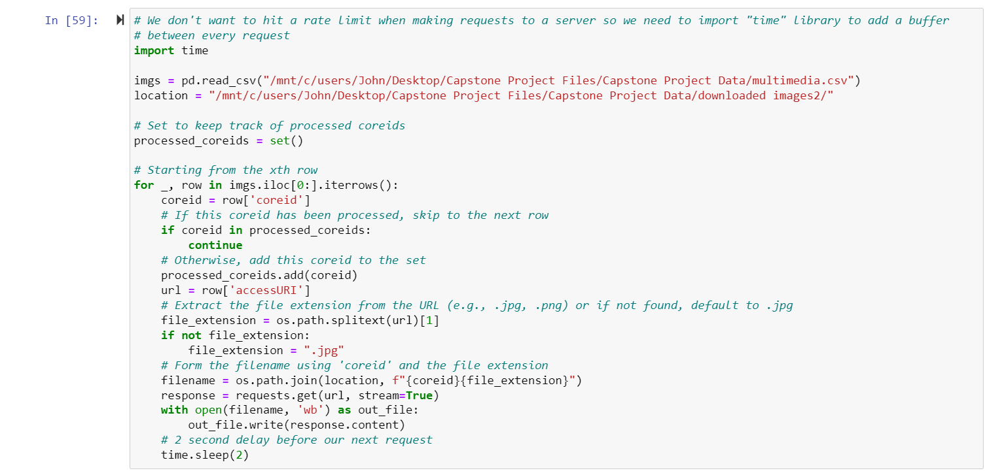 In [59]:
# We don't want to hit a rate limit when making requests to a server so we need to import "time" library to add a buffer
# between every request
import time

imgs = pd.read_csv("/mnt/c/users/John/Desktop/Capstone Project Files/Capstone Project Data/multimedia.csv")
location = "/mnt/c/users/John/Desktop/Capstone Project Files/Capstone Project Data/downloaded images2/"

# Set to keep track of processed coreids
processed_coreids = set()

# Starting from the xth row
for _, row in imgs.iloc[0:].iterrows():
    coreid = row['coreid']
    # If this coreid has been processed, skip to the next row
    if coreid in processed_coreids:
        continue
    # Otherwise, add this coreid to the set
    processed_coreids.add(coreid)
    url = row['accessURI']
    # Extract the file extension from the URL (e.g., .jpg, .png) or if not found, default to .jpg
    file_extension = os.path.splitext(url)[1]
    if not file_extension:
        file_extension = ".jpg"
    # Form the filename using 'coreid' and the file extension
    filename = os.path.join(location, f"{coreid}{file_extension}")
    response = requests.get(url, stream=True)
    with open(filename, 'wb') as out_file:
        out_file.write(response.content)
    # 2 second delay before our next request
    time.sleep(2)